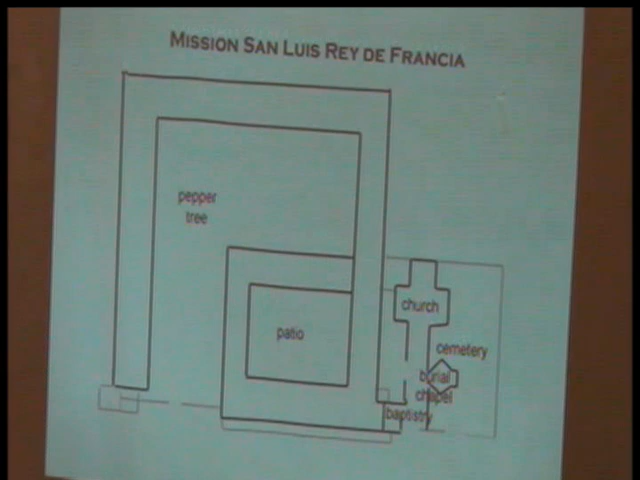 MISSION SAN LUIS REY DE FRANCIA
pepper
tree
church
patio
cemetery
burial
chapel
baptistry